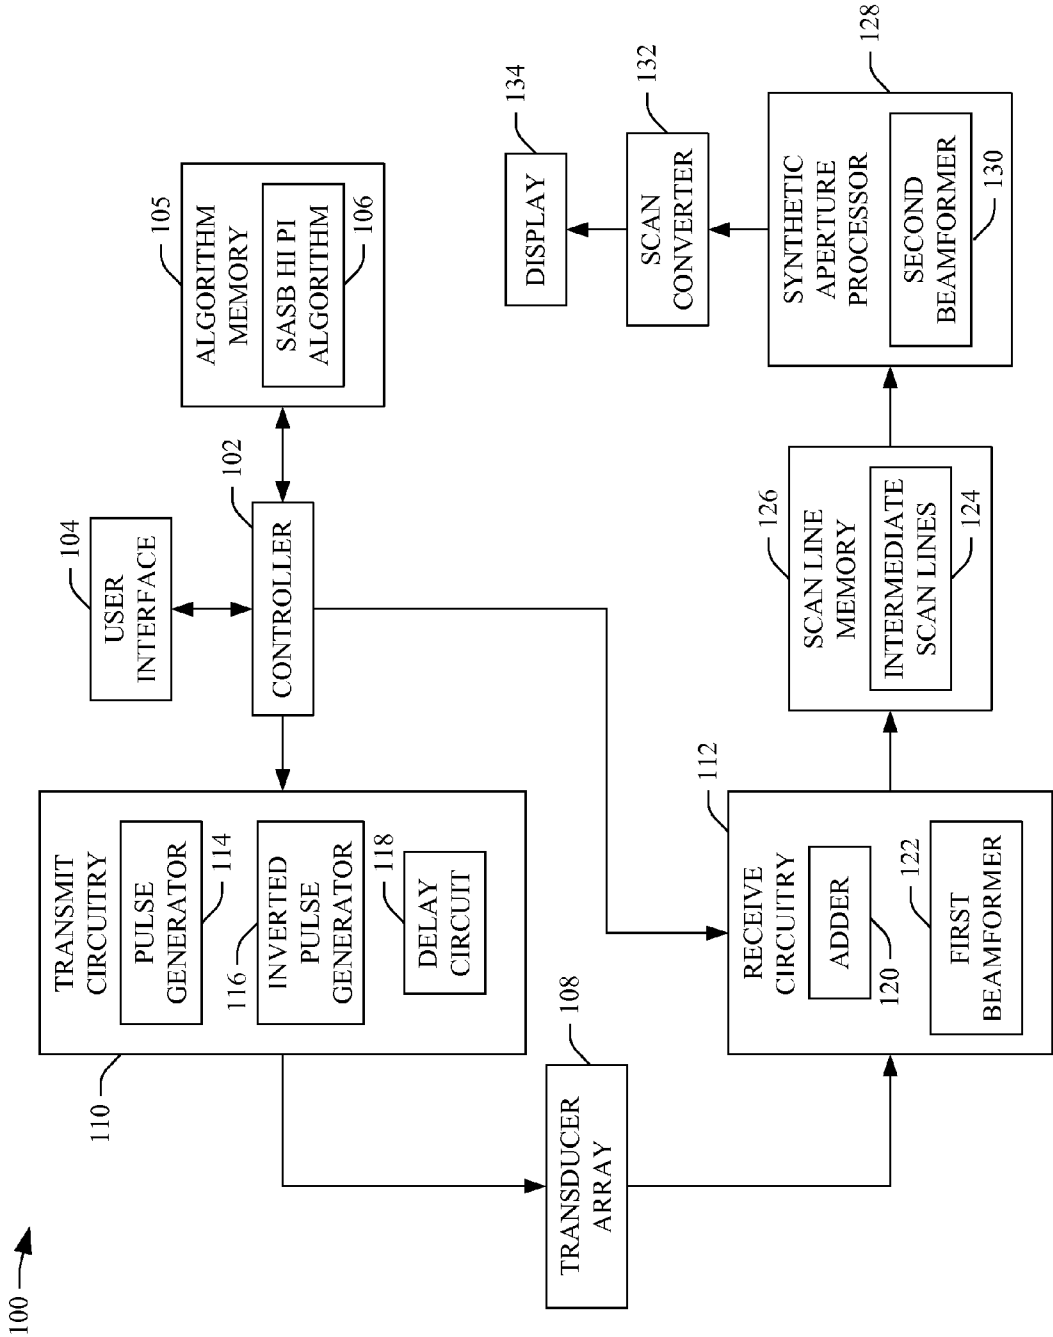 100
110
TRANSMIT
CIRCUITRY
PULSE
GENERATOR
114
116
INVERTED
PULSE
GENERATOR
118
DELAY
CIRCUIT
104
USER
INTERFACE
102
CONTROLLER
105
ALGORITHM
MEMORY
SASB HI PI
ALGORITHM
106
108
TRANSDUCER
ARRAY
112
RECEIVE
CIRCUITRY
ADDER
120
122
FIRST
BEAMFORMER
126
SCAN LINE
MEMORY
INTERMEDIATE
SCAN LINES
124
128
SYNTHETIC
APERTURE
PROCESSOR
SECOND
BEAMFORMER
130
132
SCAN
CONVERTER
134
DISPLAY